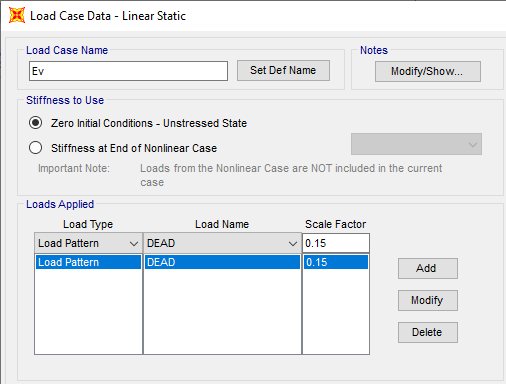 Load Case Data - Linear Static
Load Case Name
Notes
Ev
Set Def Name
Modify/Show...
Stiffness to Use
Zero Initial Conditions - Unstressed State
Stiffness at End of Nonlinear Case
Important Note: Loads from the Nonlinear Case are NOT included in the current
case
Loads Applied
Load Type Load Name Scale Factor
Load Pattern DEAD 0.15
Load Pattern DEAD 0.15
Add
Modify
Delete